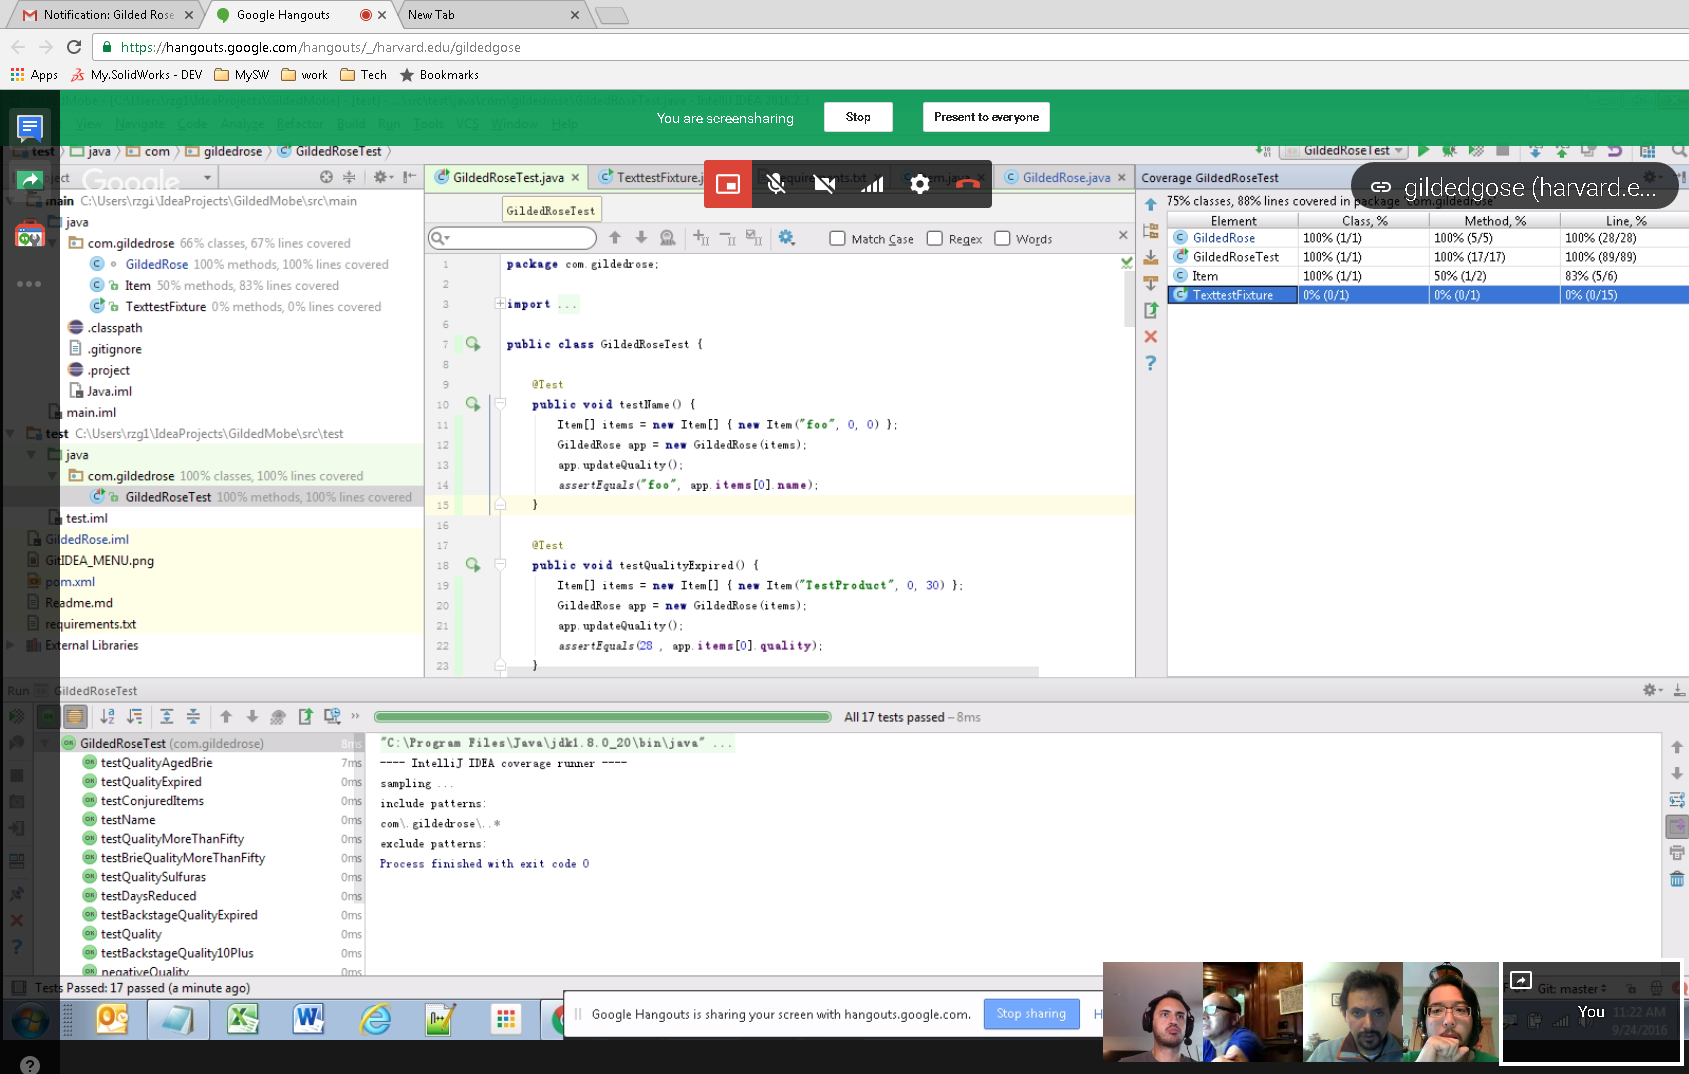 Notification: Gilded Rose
Google Hangouts
New Tab
https://hangouts.google.com/hangouts/_/harvard.edu/gildedgose
Apps
My.SolidWorks - DEV
MySW
work
Tech
Bookmarks
View Navigate Code Analyze Refactor Build Run Tools VCS Window Help
You are screensharing
Stop
Present to everyone
test
java
com
gildedrose
GildedRoseTest
GildedRoseTest
Google
GildedRoseTest.java
TexttestFixture.j
requirements.txt
GildedRose.java
Coverage GildedRoseTest
gildedgose (harvard.e...
main C:\Users\rzg1\IdeaProjects\GildedMobe\src\main
java
com.gildedrose 66% classes, 67% lines covered
GildedRose 100% methods, 100% lines covered
Item 50% methods, 83% lines covered
TexttestFixture 0% methods, 0% lines covered
.classpath
.gitignore
.project
Java.iml
main.iml
test C:\Users\rzg1\IdeaProjects\GildedMobe\src\test
java
com.gildedrose 100% classes, 100% lines covered
GildedRoseTest 100% methods, 100% lines covered
test.iml
GildedRose.iml
GitIDEA_MENU.png
pom.xml
Readme.md
requirements.txt
External Libraries
GildedRoseTest
Match Case
Regex
Words
1 package com.gildedrose;
2
3 import ...
6
7 public class GildedRoseTest {
8
9 @Test
10 public void testName() {
11 Item[] items = new Item[] { new Item("foo", 0, 0) };
12 GildedRose app = new GildedRose(items);
13 app.updateQuality();
14 assertEquals("foo", app.items[0].name);
15 }
16
17 @Test
18 public void testQualityExpired() {
19 Item[] items = new Item[] { new Item("TestProduct", 0, 30) };
20 GildedRose app = new GildedRose(items);
21 app.updateQuality();
22 assertEquals(28 , app.items[0].quality);
23 }
75% classes, 88% lines covered in package 'com.gildedrose'
Element Class, % Method, % Line, %
GildedRose 100% (1/1) 100% (5/5) 100% (28/28)
GildedRoseTest 100% (1/1) 100% (17/17) 100% (89/89)
Item 100% (1/1) 50% (1/2) 83% (5/6)
TexttestFixture 0% (0/1) 0% (0/1) 0% (0/15)
Run GildedRoseTest
All 17 tests passed – 8ms
GildedRoseTest (com.gildedrose) 8ms
testQualityAgedBrie 7ms
testQualityExpired 0ms
testConjuredItems 0ms
testName 0ms
testQualityMoreThanFifty 0ms
testBrieQualityMoreThanFifty 0ms
testQualitySulfuras 0ms
testDaysReduced 0ms
testBackstageQualityExpired 0ms
testQuality 0ms
testBackstageQuality10Plus 0ms
negativeQuality 0ms
"C:\Program Files\Java\jdk1.8.0_20\bin\java" ...
---- IntelliJ IDEA coverage runner ----
sampling ...
include patterns:
com\.gildedrose\..*
exclude patterns:
Process finished with exit code 0
Tests Passed: 17 passed (a minute ago)
Git: master
Google Hangouts is sharing your screen with hangouts.google.com.
Stop sharing
H
You
11:22 AM
9/24/2016